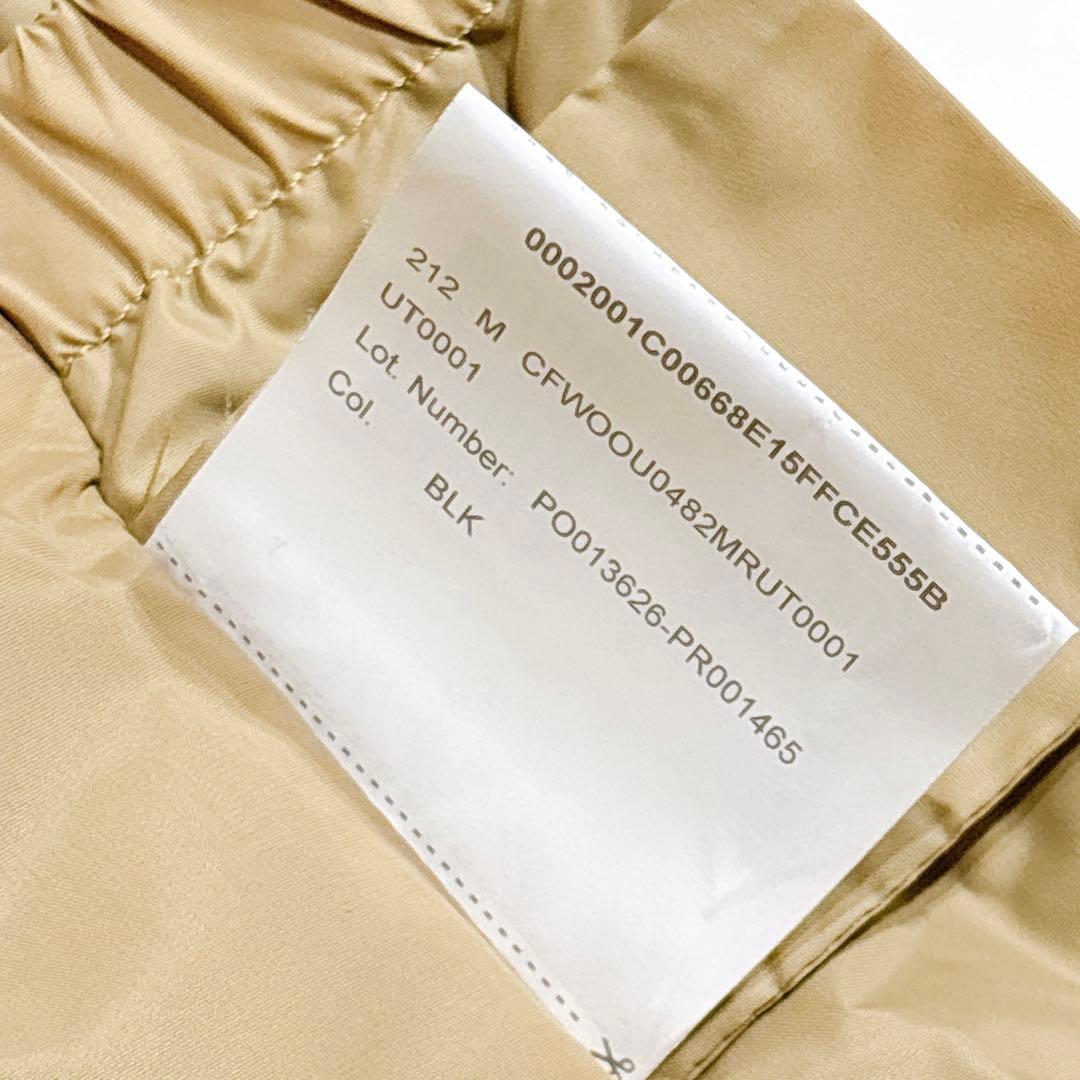 0002001C00668E15FFCE555B
212 M CFWOOU0482MRUT0001
UT0001
Lot. Number: PO013626-PR001465
Col. BLK